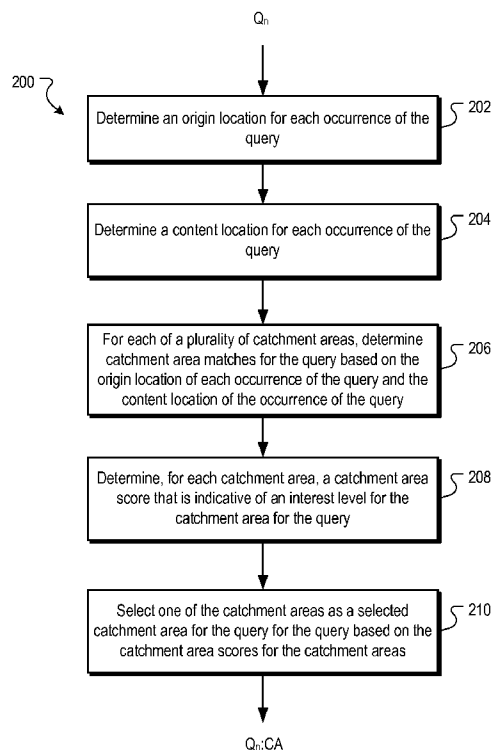 Qn
200
Determine an origin location for each occurrence of the
query
202
Determine a content location for each occurrence of the
query
204
For each of a plurality of catchment areas, determine
catchment area matches for the query based on the
origin location of each occurrence of the query and the
content location of the occurrence of the query
206
Determine, for each catchment area, a catchment area
score that is indicative of an interest level for the
catchment area for the query
208
Select one of the catchment areas as a selected
catchment area for the query for the query based on the
catchment area scores for the catchment areas
210
Qn:CA